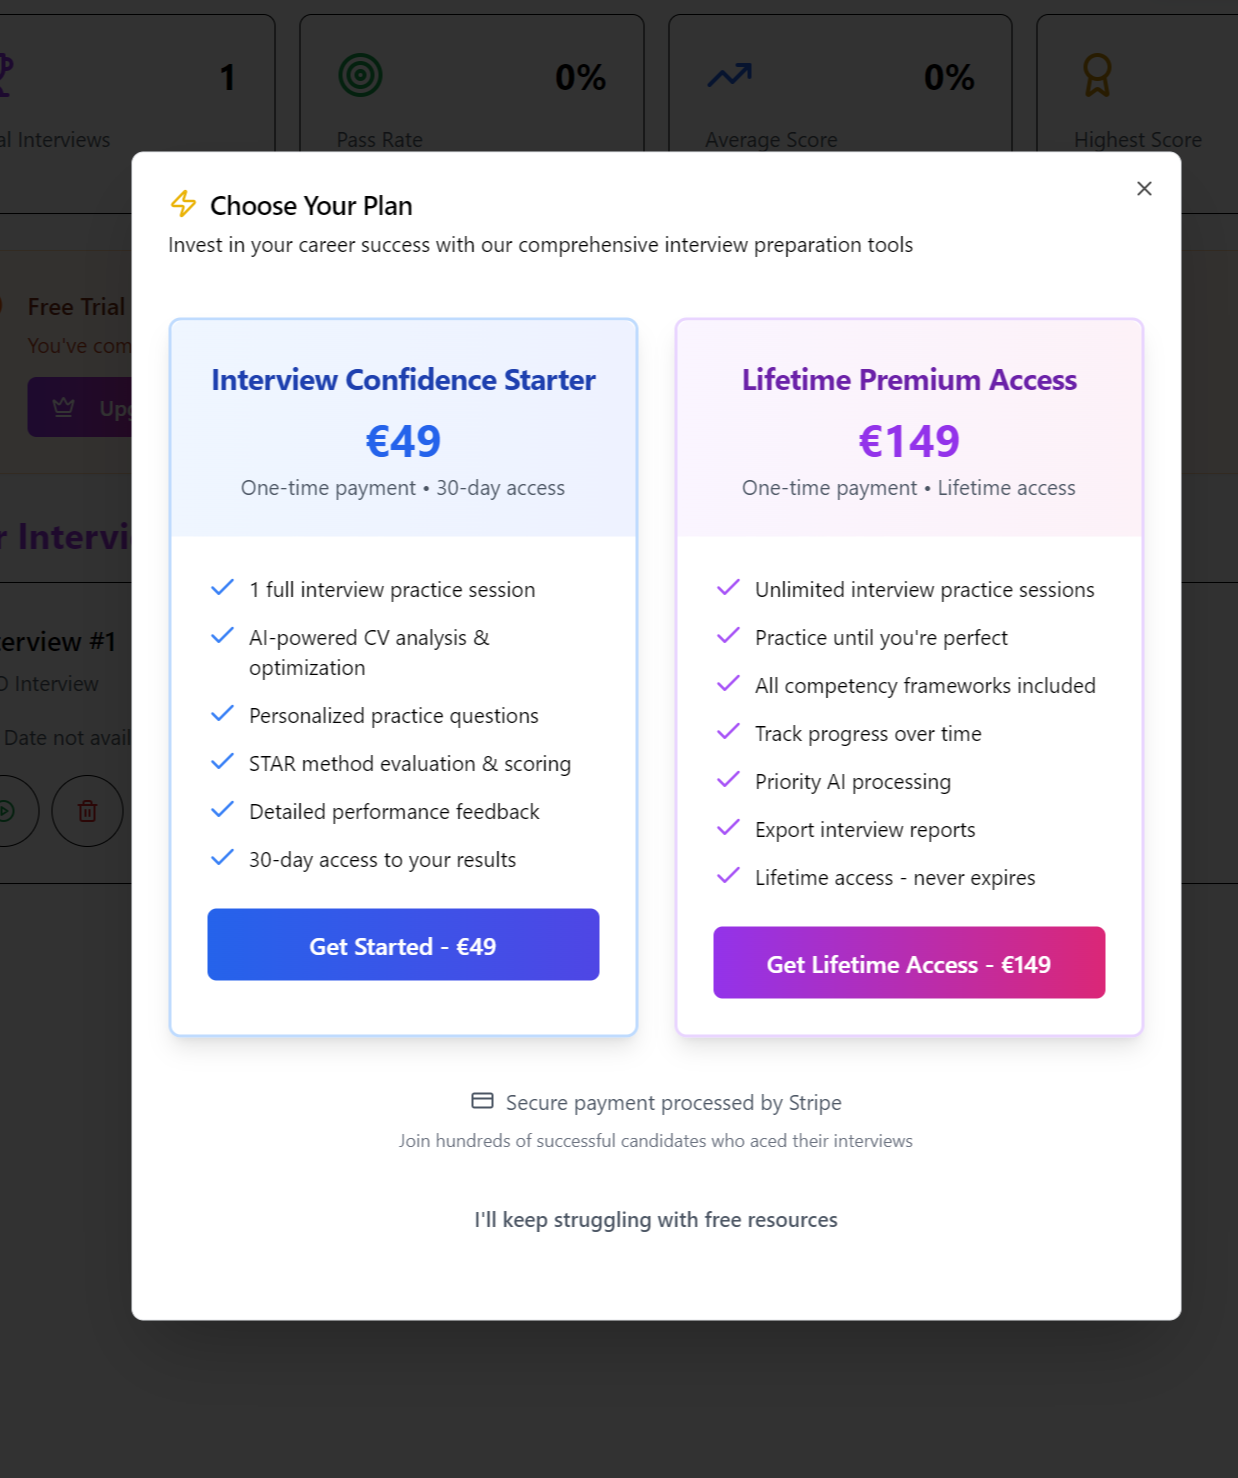 1
0%
0%
Interviews
Pass Rate
Average Score
Highest Score
Choose Your Plan
Invest in your career success with our comprehensive interview preparation tools
Free Trial
You've
Interview Confidence Starter
€49
One-time payment • 30-day access
1 full interview practice session
AI-powered CV analysis &
optimization
Personalized practice questions
STAR method evaluation & scoring
Detailed performance feedback
30-day access to your results
Get Started - €49
Lifetime Premium Access
€149
One-time payment • Lifetime access
Unlimited interview practice sessions
Practice until you're perfect
All competency frameworks included
Track progress over time
Priority AI processing
Export interview reports
Lifetime access - never expires
Get Lifetime Access - €149
#1
Interview
Date not
Secure payment processed by Stripe
Join hundreds of successful candidates who aced their interviews
I'll keep struggling with free resources